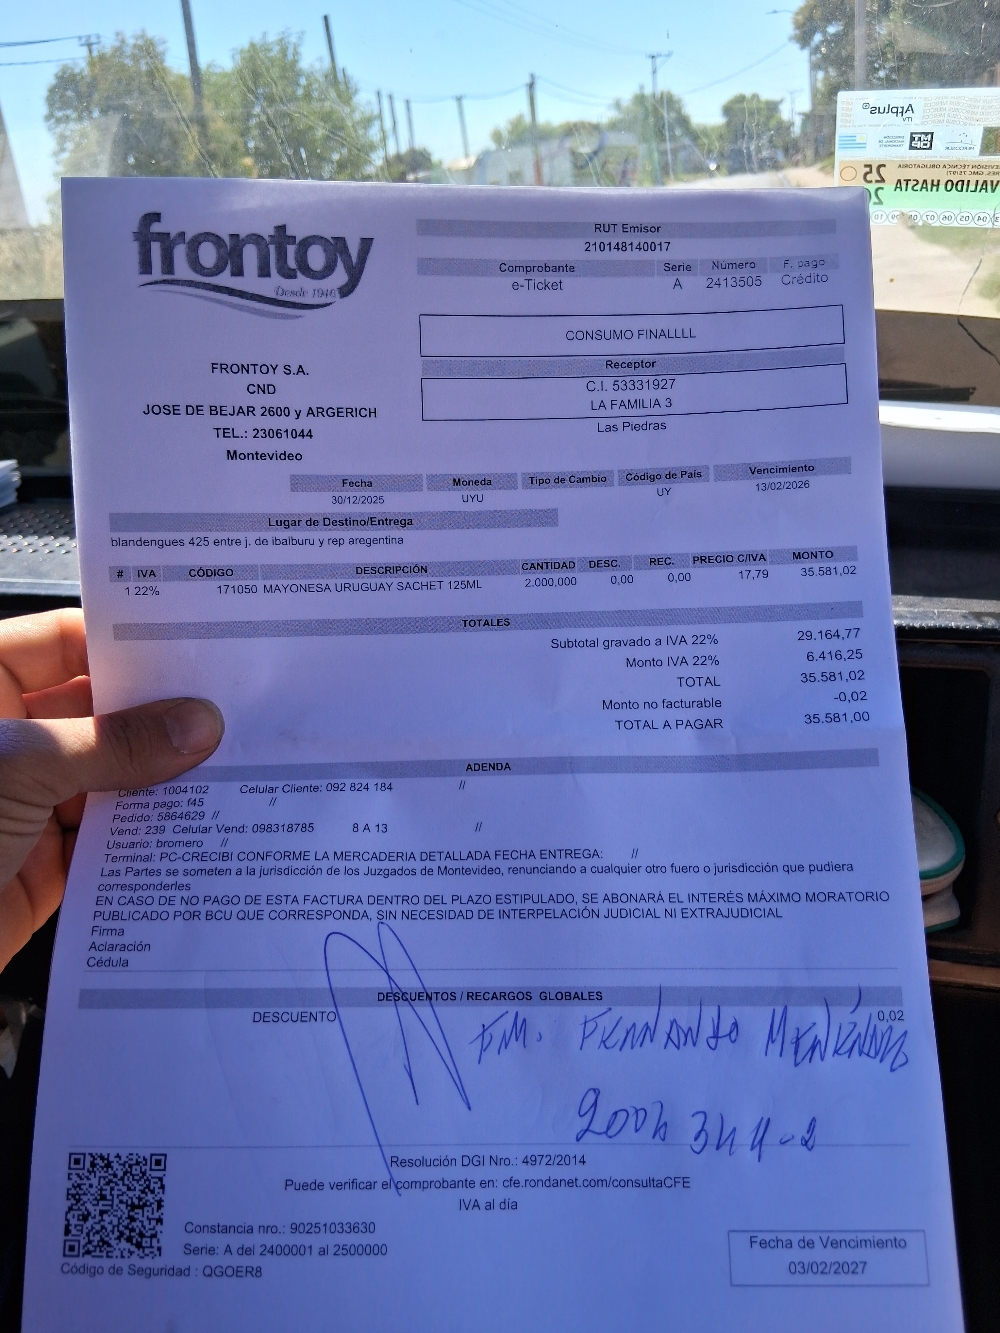 frontoy
Desde 1946
RUT Emisor
210148140017
Comprobante Serie Número F. pago
e-Ticket A 2413505 Crédito
CONSUMO FINALLLL
Receptor
C.I. 53331927
LA FAMILIA 3
Las Piedras
FRONTOY S.A.
CND
JOSE DE BEJAR 2600 y ARGERICH
TEL.: 23061044
Montevideo
Fecha Moneda Tipo de Cambio Código de País Vencimiento
30/12/2025 UYU UY 13/02/2026
Lugar de Destino/Entrega
blandengues 425 entre j. de ibalburu y rep aregentina
# IVA CÓDIGO DESCRIPCIÓN CANTIDAD DESC. REC. PRECIO C/IVA MONTO
1 22% 171050 MAYONESA URUGUAY SACHET 125ML 2.000,000 0,00 0,00 17,79 35.581,02
TOTALES
Subtotal gravado a IVA 22% 29.164,77
Monto IVA 22% 6.416,25
TOTAL 35.581,02
Monto no facturable -0,02
TOTAL A PAGAR 35.581,00
ADENDA
Cliente: 1004102 Celular Cliente: 092 824 184 //
Forma pago: f45 //
Pedido: 5864629 //
Vend: 239 Celular Vend: 098318785 8 A 13 //
Usuario: bromero //
Terminal: PC-CRECIBI CONFORME LA MERCADERIA DETALLADA FECHA ENTREGA: //
Las Partes se someten a la jurisdicción de los Juzgados de Montevideo, renunciando a cualquier otro fuero o jurisdicción que pudiera
corresponderles
EN CASO DE NO PAGO DE ESTA FACTURA DENTRO DEL PLAZO ESTIPULADO, SE ABONARÁ EL INTERÉS MÁXIMO MORATORIO
PUBLICADO POR BCU QUE CORRESPONDA, SIN NECESIDAD DE INTERPELACIÓN JUDICIAL NI EXTRAJUDICIAL
Firma
Aclaración
Cédula
DESCUENTOS / RECARGOS GLOBALES
DESCUENTO 0,02
FERNANDO
Resolución DGI Nro.: 4972/2014
Puede verificar el comprobante en: cfe.rondanet.com/consultaCFE
IVA al día
Constancia nro.: 90251033630
Serie: A del 2400001 al 2500000
Código de Seguridad : QGOER8
Fecha de Vencimiento
03/02/2027
Applus
ITV
VALIDO HASTA
25